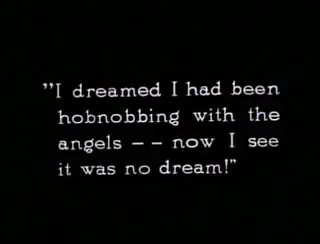 "I dreamed I had been
hobnobbing with the
angels -- now I see
it was no dream!"